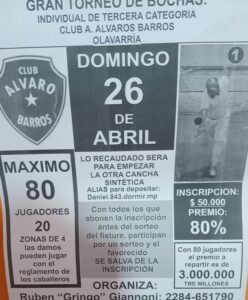 GRAN TORNEO DE BOCHAS:
INDIVIDUAL DE TERCERA CATEGORIA
CLUB A. ALVAROS BARROS
OLAVARRÍA
CLUB
ALVARO
BARROS
DOMINGO
26
DE
ABRIL
1
MAXIMO
80
JUGADORES
20
ZONAS DE 4
las damos
pueden jugar
con el
reglamento de
los caballeros
LO RECAUDADO SERA
PARA EMPEZAR
LA OTRA CANCHA
SINTÉTICA
ALIAS para depositar:
Daniel.843.dormir.mp
Con todos los que
abonen la inscripción
antes del sorteo
del fisture, participan
por un sorteo y el
favorecido
SE SALVA DE LA
INSCRIPCIÓN
INSCRIPCION:
$ 50.000
PREMIO:
80%
Con 80 jugadores
el premio a
repartir es de
3.000.000
TRE MILLONES
ORGANIZA:
Ruben "Gringo" Giannoni: 2284-651791